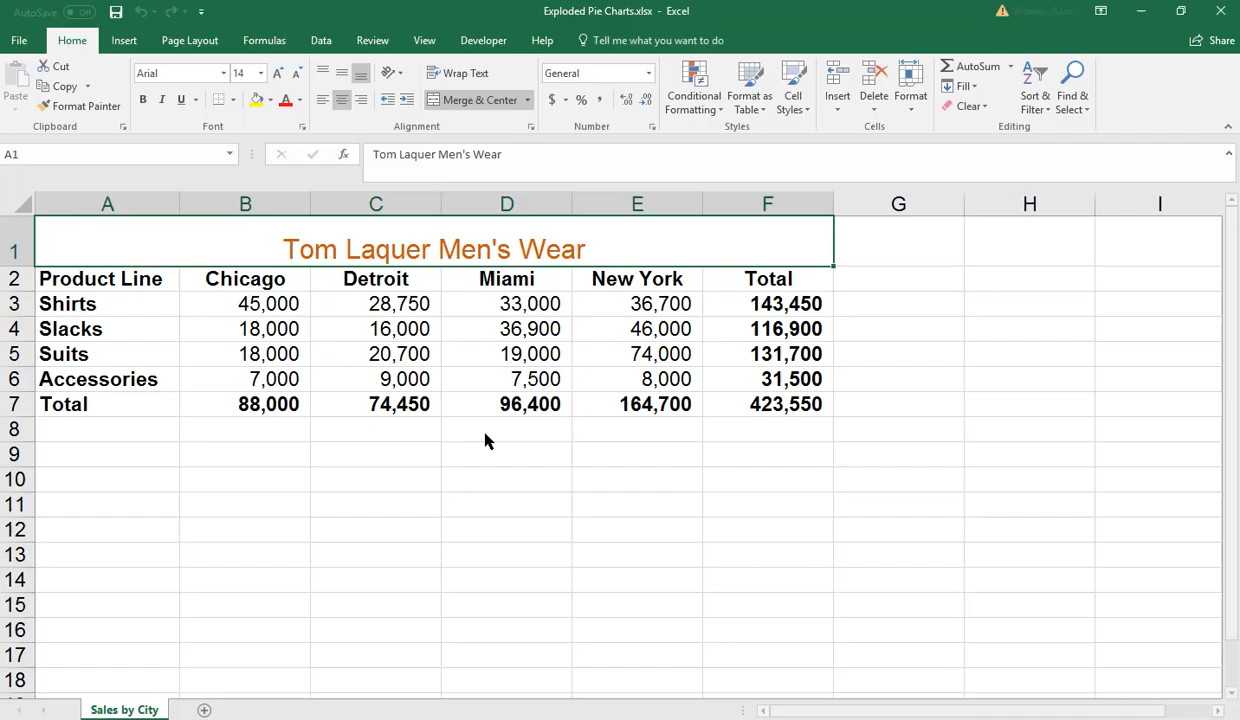 AutoSave Off
Exploded Pie Charts.xlsx - Excel
File Home Insert Page Layout Formulas Data Review View Developer Help Tell me what you want to do Share
Paste
Cut
Copy
Format Painter
Clipboard
Arial 14
B I U
Font
Wrap Text
Merge & Center
Alignment
General
$ % ,
Number
Conditional Formatting
Format as Table
Cell Styles
Styles
Insert Delete Format
Cells
AutoSum
Fill
Clear
Sort & Filter
Find & Select
Editing
A1 fx Tom Laquer Men's Wear
A B C D E F G H I
1 Tom Laquer Men's Wear
2 Product Line Chicago Detroit Miami New York Total
3 Shirts 45,000 28,750 33,000 36,700 143,450
4 Slacks 18,000 16,000 36,900 46,000 116,900
5 Suits 18,000 20,700 19,000 74,000 131,700
6 Accessories 7,000 9,000 7,500 8,000 31,500
7 Total 88,000 74,450 96,400 164,700 423,550
8
9
10
11
12
13
14
15
16
17
18
Sales by City